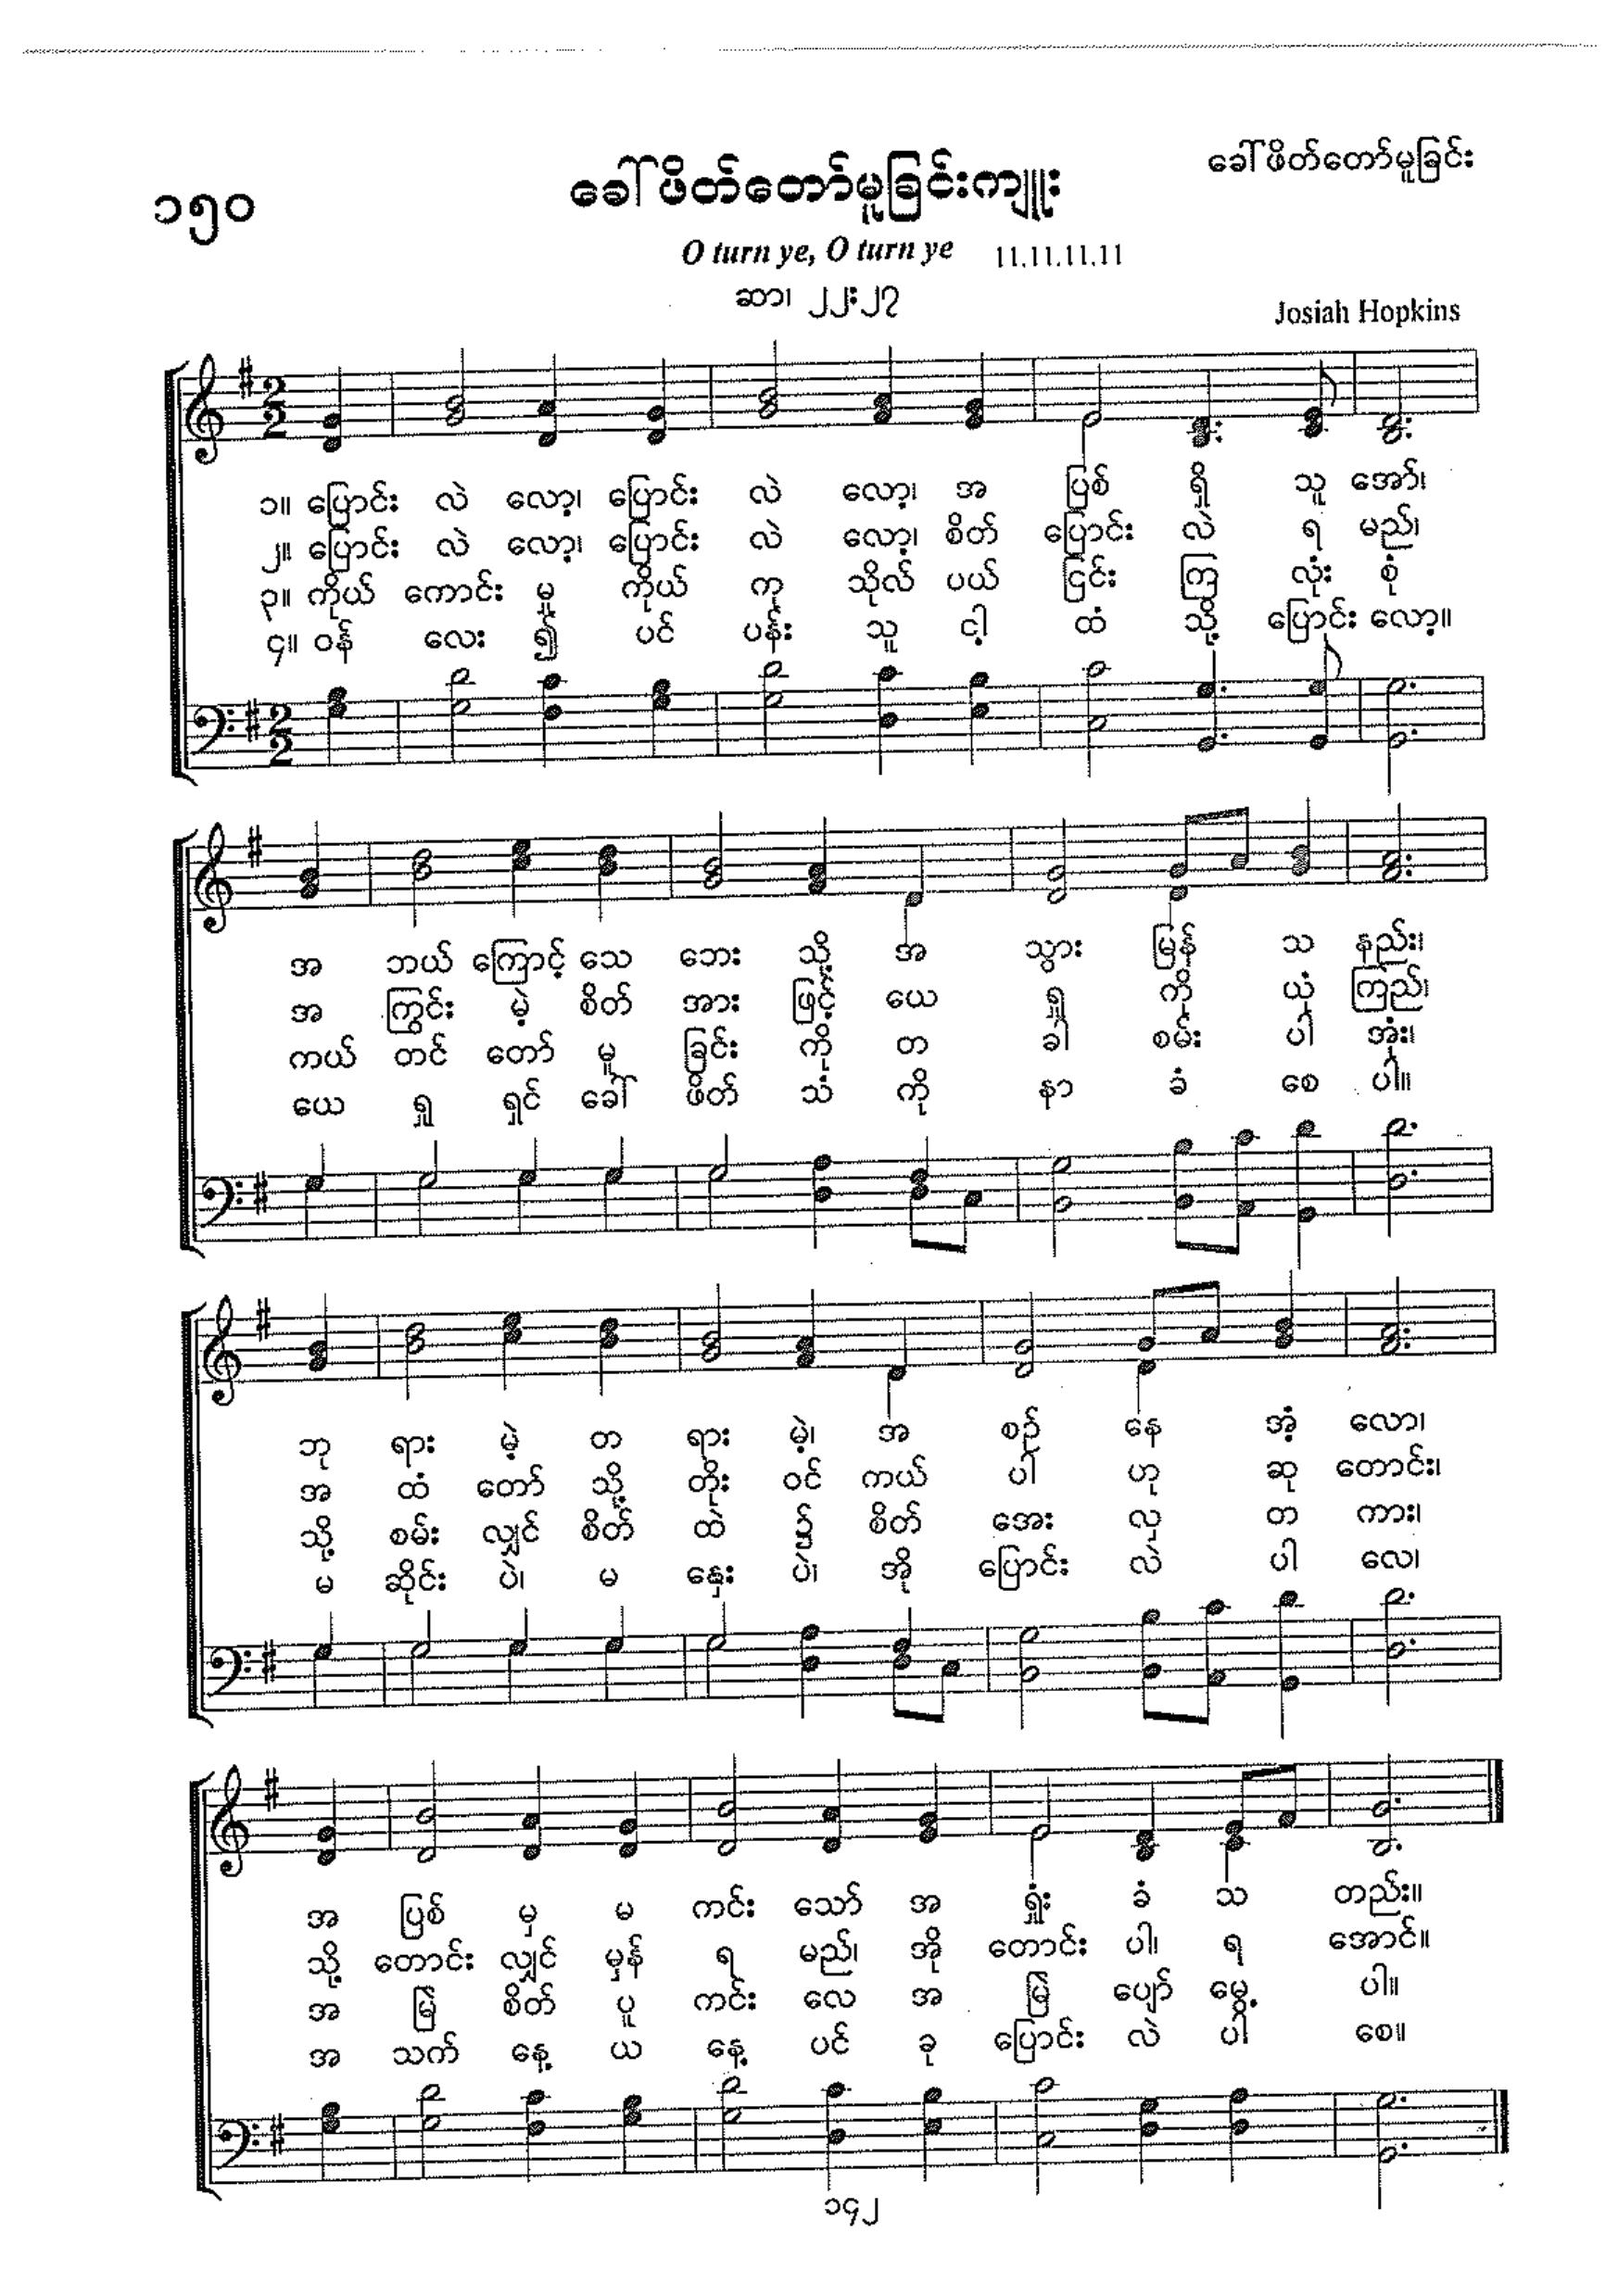 ခေါ်ဖိတ်တော်မူခြင်း
၁၅၀
ခေါ်ဖိတ်တော်မူခြင်းကျူး
O turn ye, O turn ye 11.11.11.11
ဆာ၊ ၂၂း၂၇
Josiah Hopkins
၁။ ပြောင်း လဲ လော့၊ ပြောင်း လဲ လော့၊ အ ပြစ် ရှိ သူ အော်၊
၂။ ပြောင်း လဲ လော့၊ ပြောင်း လဲ လော့၊ စိတ် ပြောင်း လဲ ရ မည်၊
၃။ ကိုယ် ကောင်း မှု ကိုယ် ကု သိုလ် ပယ် ငြင်း ကြ လုံး စုံ
၄။ ဝန် လေး ၍ ပင် ပန်း သူ ငါ့ ထံ သို့ ပြောင်း လော့။
အ ဘယ် ကြောင့် သေ ဘေး သို့ အ သွား မြန် သ နည်း၊
အ ကြွင်း မဲ့ စိတ် အား ဖြင့် ယေ ရှု ကို ယုံ ကြည်၊
ကယ် တင် တော် မူ ခြင်း ကို တ ခါ စမ်း ပါ အုံး၊
ယေ ရှု ရှင် ခေါ် ဖိတ် သံ ကို နာ ခံ စေ ပါ။
ဘု ရား မဲ့ တ ရား မဲ့၊ အ စဉ် နေ အံ့ လော၊
အ ထံ တော် သို့ တိုး ဝင် ကယ် ပါ ဟု ဆု တောင်း၊
သို့ စမ်း လျှင် စိတ် ထဲ ၌ စိတ် အေး လှ တ ကား၊
မ ဆိုင်း ပဲ၊ မ နှေး ပဲ၊ အို ပြောင်း လဲ ပါ လေ၊
အ ပြစ် မှ မ ကင်း သော် အ ရှုံး ခံ သ တည်း။
သို့ တောင်း လျှင် မုန် ရ မည်၊ အို တောင်း ပါ၊ ရ အောင်။
အ မြဲ စိတ် ပူ ကင်း လေ အ မြဲ ပျော် မွေ့ ပါ။
အ သက် နေ့ ယ နေ့ ပင် ခု ပြောင်း လဲ ပါ စေ။
၁၄၂